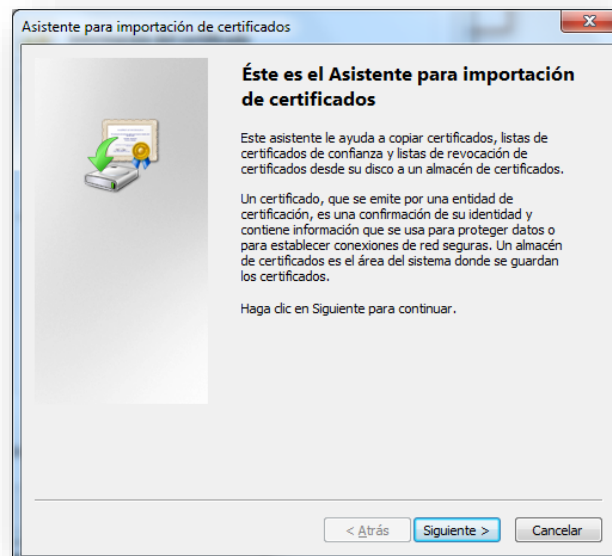 Asistente para importación de certificados
Éste es el Asistente para importación
de certificados
Este asistente le ayuda a copiar certificados, listas de
certificados de confianza y listas de revocación de
certificados desde su disco a un almacén de certificados.
Un certificado, que se emite por una entidad de
certificación, es una confirmación de su identidad y
contiene información que se usa para proteger datos o
para establecer conexiones de red seguras. Un almacén
de certificados es el área del sistema donde se guardan
los certificados.
Haga clic en Siguiente para continuar.
< Atrás Siguiente > Cancelar